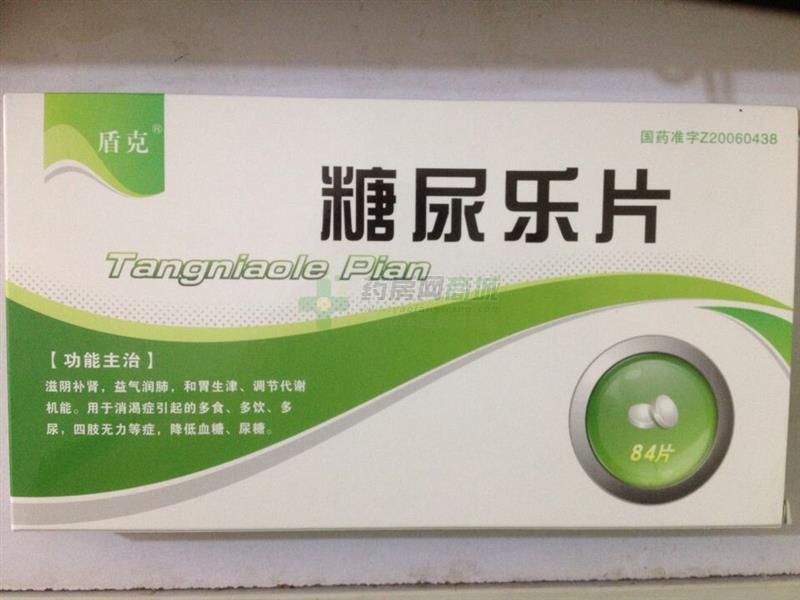 盾克®
国药准字Z20060438
糖尿乐片
Tangniaole Pian
药房网商城
【功能主治】
滋阴补肾，益气润肺，和胃生津、调节代谢
机能。用于消渴症引起的多食、多饮、多
尿，四肢无力等症，降低血糖、尿糖。
84片